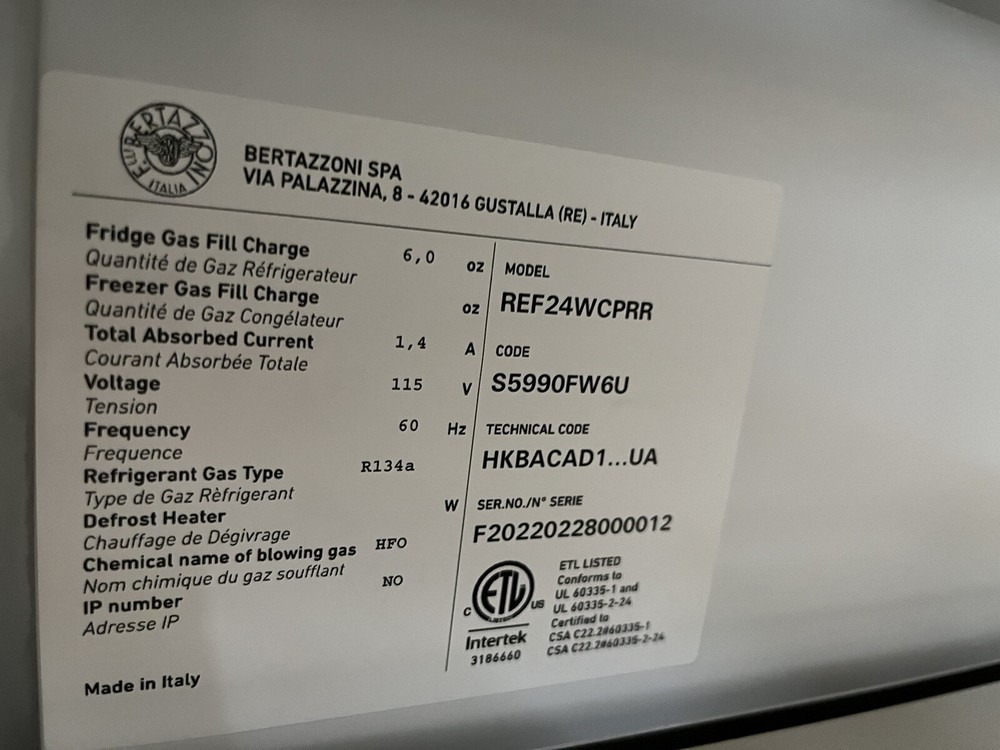 F.LLI BERTAZZONI
ITALIA
BERTAZZONI SPA
VIA PALAZZINA, 8 - 42016 GUSTALLA (RE) - ITALY
Fridge Gas Fill Charge 6,0 oz
Quantité de Gaz Réfrigerateur
Freezer Gas Fill Charge oz
Quantité de Gaz Congélateur
Total Absorbed Current 1,4 A
Courant Absorbée Totale
Voltage 115 V
Tension
Frequency 60 Hz
Frequence
Refrigerant Gas Type R134a
Type de Gaz Rèfrigerant
Defrost Heater W
Chauffage de Dégivrage
Chemical name of blowing gas HFO
Nom chimique du gaz soufflant
IP number NO
Adresse IP
Made in Italy
MODEL
REF24WCPRR
CODE
S5990FW6U
TECHNICAL CODE
HKBACAD1...UA
SER.NO./N° SERIE
F20220228000012
C ETL US
LISTED
Intertek
3186660
ETL LISTED
Conforms to
UL 60335-1 and
UL 60335-2-24
Certified to
CSA C22.2#60335-1
CSA C22.2#60335-2-24